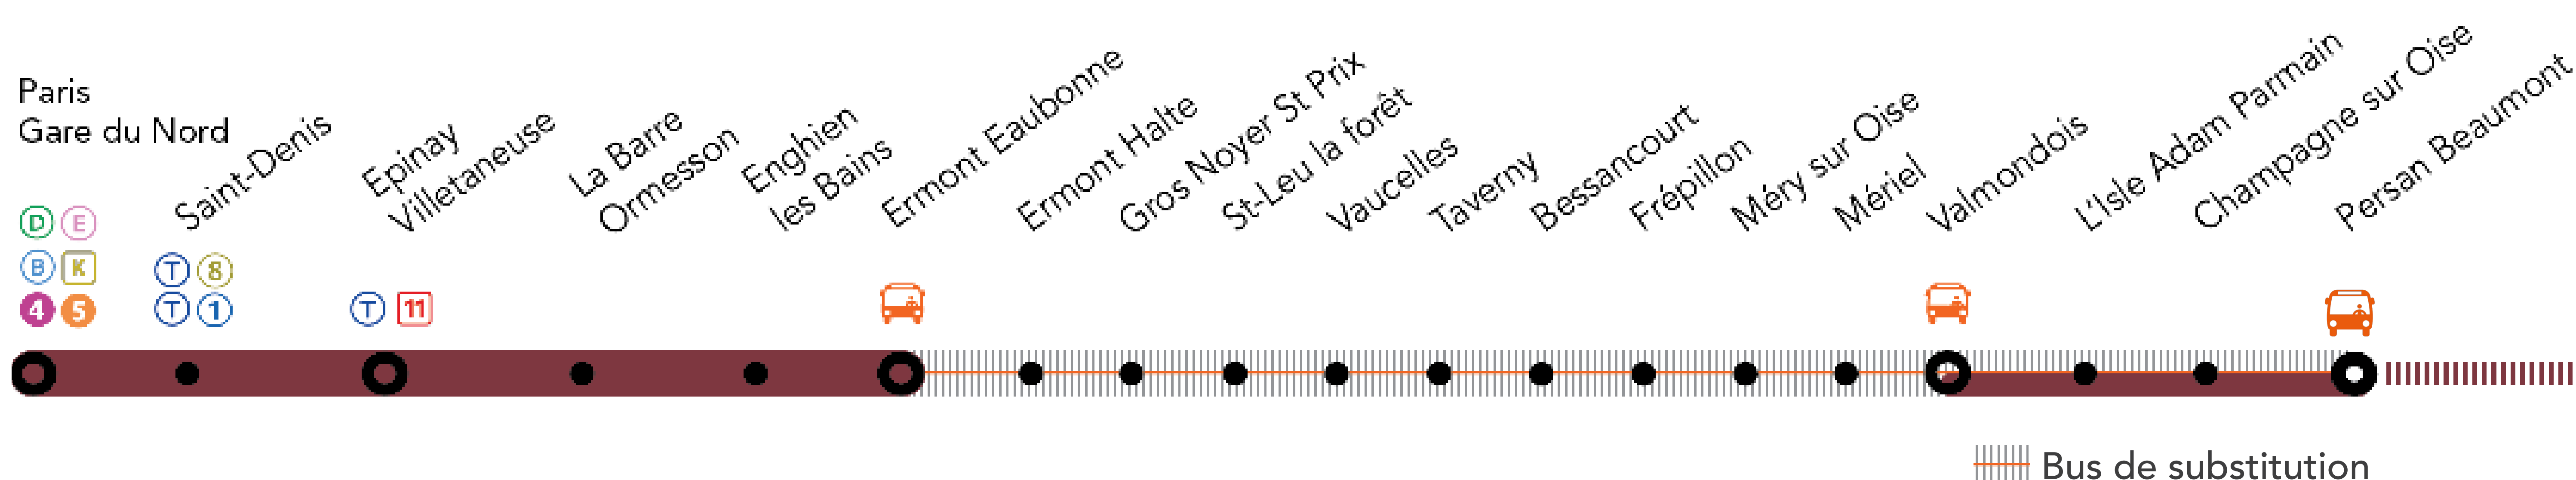 Paris
Gare du Nord
Saint-Denis
Epinay
Villetaneuse
La Barre
Ormesson
Enghien
les Bains
Ermont Eaubonne
Ermont Halte
Gros Noyer St Prix
St-Leu la forêt
Vaucelles
Taverny
Bessancourt
Frépillon
Méry sur Oise
Mériel
Valmondois
L'Isle Adam Parmain
Champagne sur Oise
Persan Beaumont
D E
B K
4 5
T 8
T 1
T 11
Bus de substitution